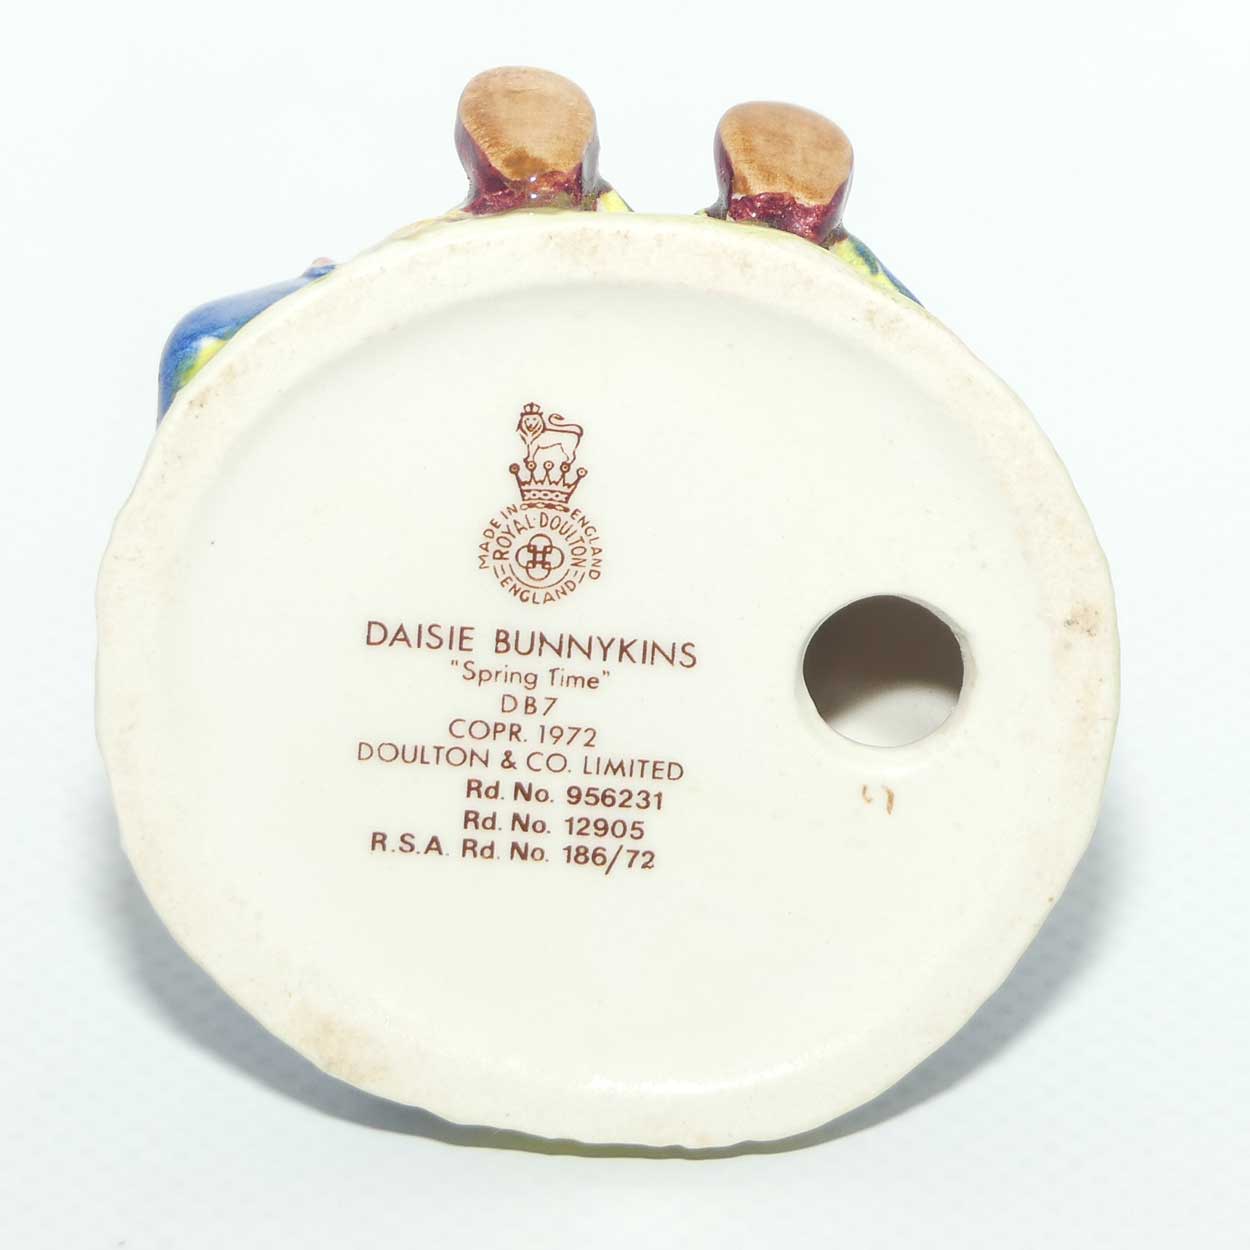 MADE IN ENGLAND
ROYAL·DOULTON
ENGLAND
DAISIE BUNNYKINS
"Spring Time"
DB7
COPR. 1972
DOULTON & CO. LIMITED
Rd. No. 956231
Rd. No. 12905
R.S.A. Rd. No. 186/72